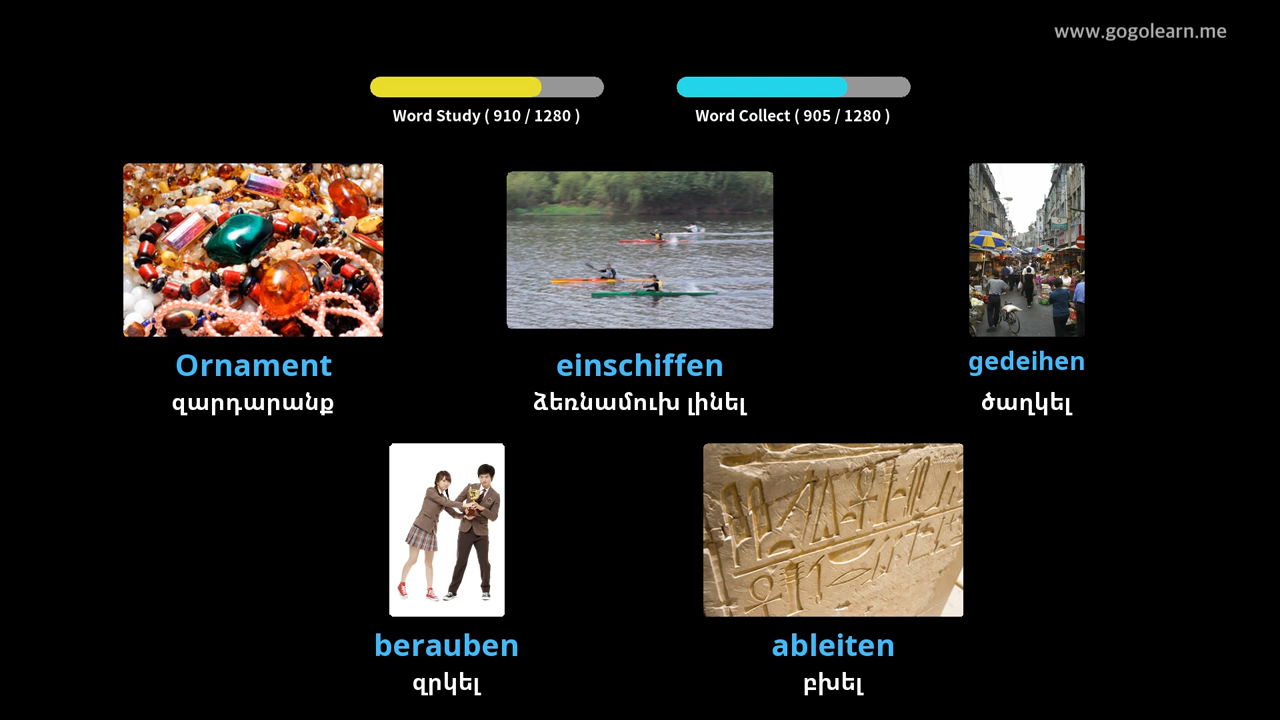 www.gogolearn.me
Word Study ( 910 / 1280 )
Word Collect ( 905 / 1280 )
Ornament
զարդարանք
einschiffen
ձեռնամուխ լինել
gedeihen
ծաղկել
berauben
զրկել
ableiten
բխել